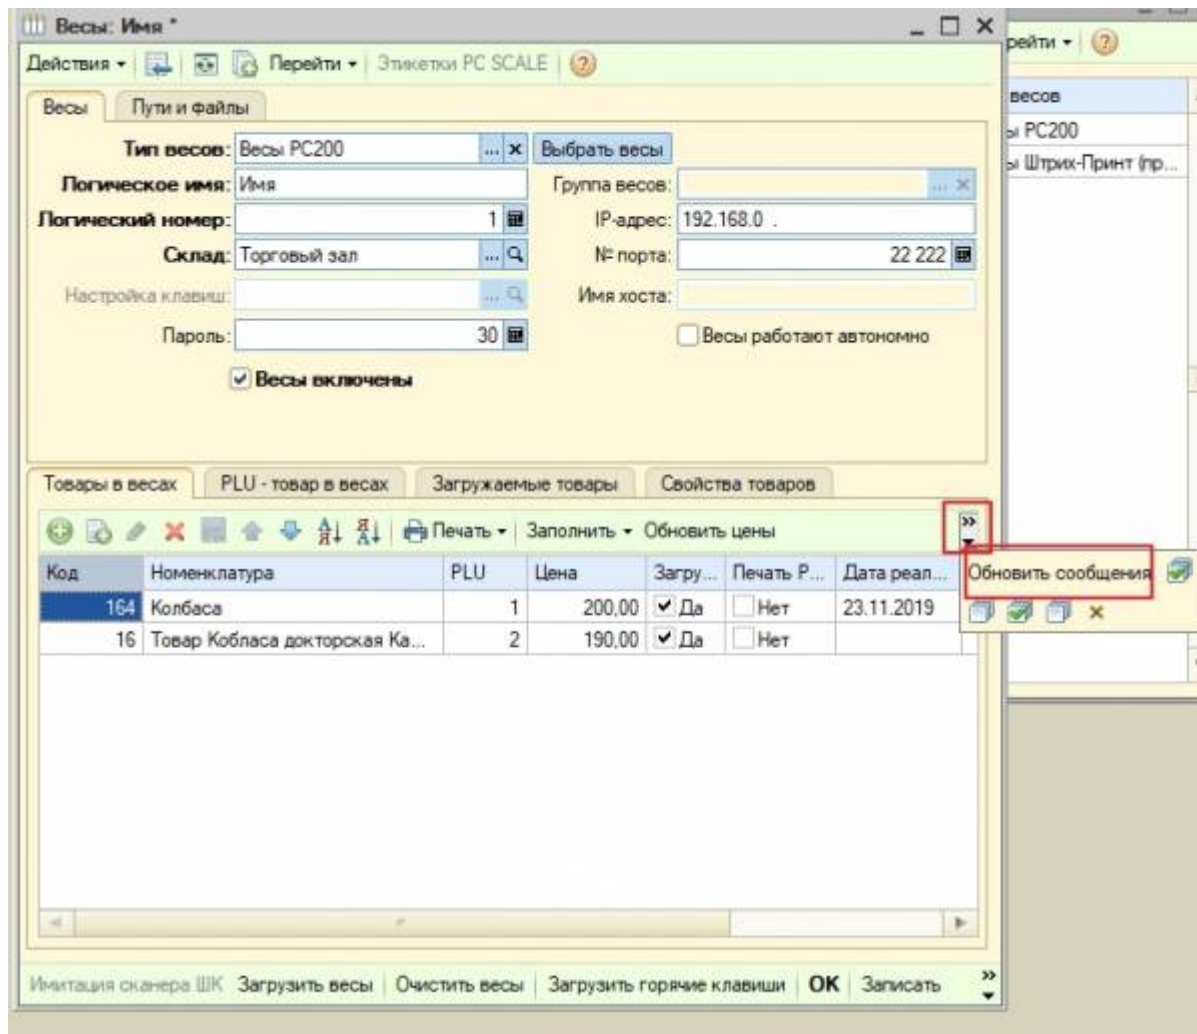 Весы: Имя *
Действия Перейти Этикетки PC SCALE ?
рейти ?
Весы Пути и файлы
весов
Тип весов: Весы PC200 ... x Выбрать весы
ы PC200
Логическое имя: Имя Группа весов: ... x
ы Штрих-Принт (пр...
Логический номер: 1 IP-адрес: 192.168.0 .
Склад: Торговый зал ... № порта: 22 222
Настройка клавиш: ... Имя хоста:
Пароль: 30 Весы работают автономно
Весы включены
Товары в весах PLU - товар в весах Загружаемые товары Свойства товаров
Печать Заполнить Обновить цены »
Код Номенклатура PLU Цена Загру... Печать Р... Дата реал... Обновить сообщения
164 Колбаса 1 200,00 Да Нет 23.11.2019
16 Товар Кобласа докторская Ка... 2 190,00 Да Нет
Имитация сканера ШК Загрузить весы Очистить весы Загрузить горячие клавиши OK Записать »